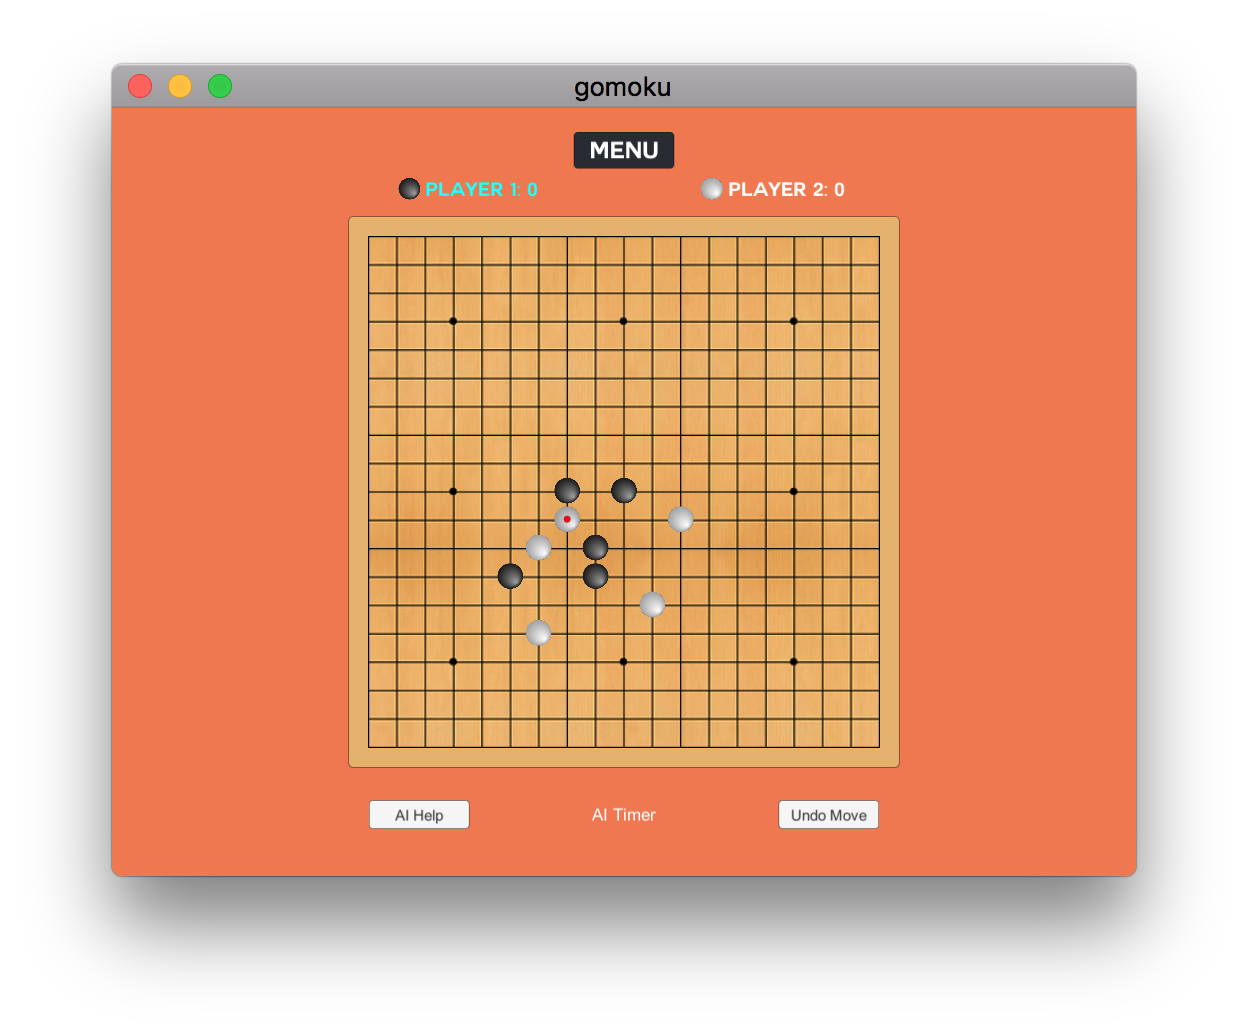 gomoku
MENU
PLAYER 1: 0
PLAYER 2: 0
AI Help
AI Timer
Undo Move